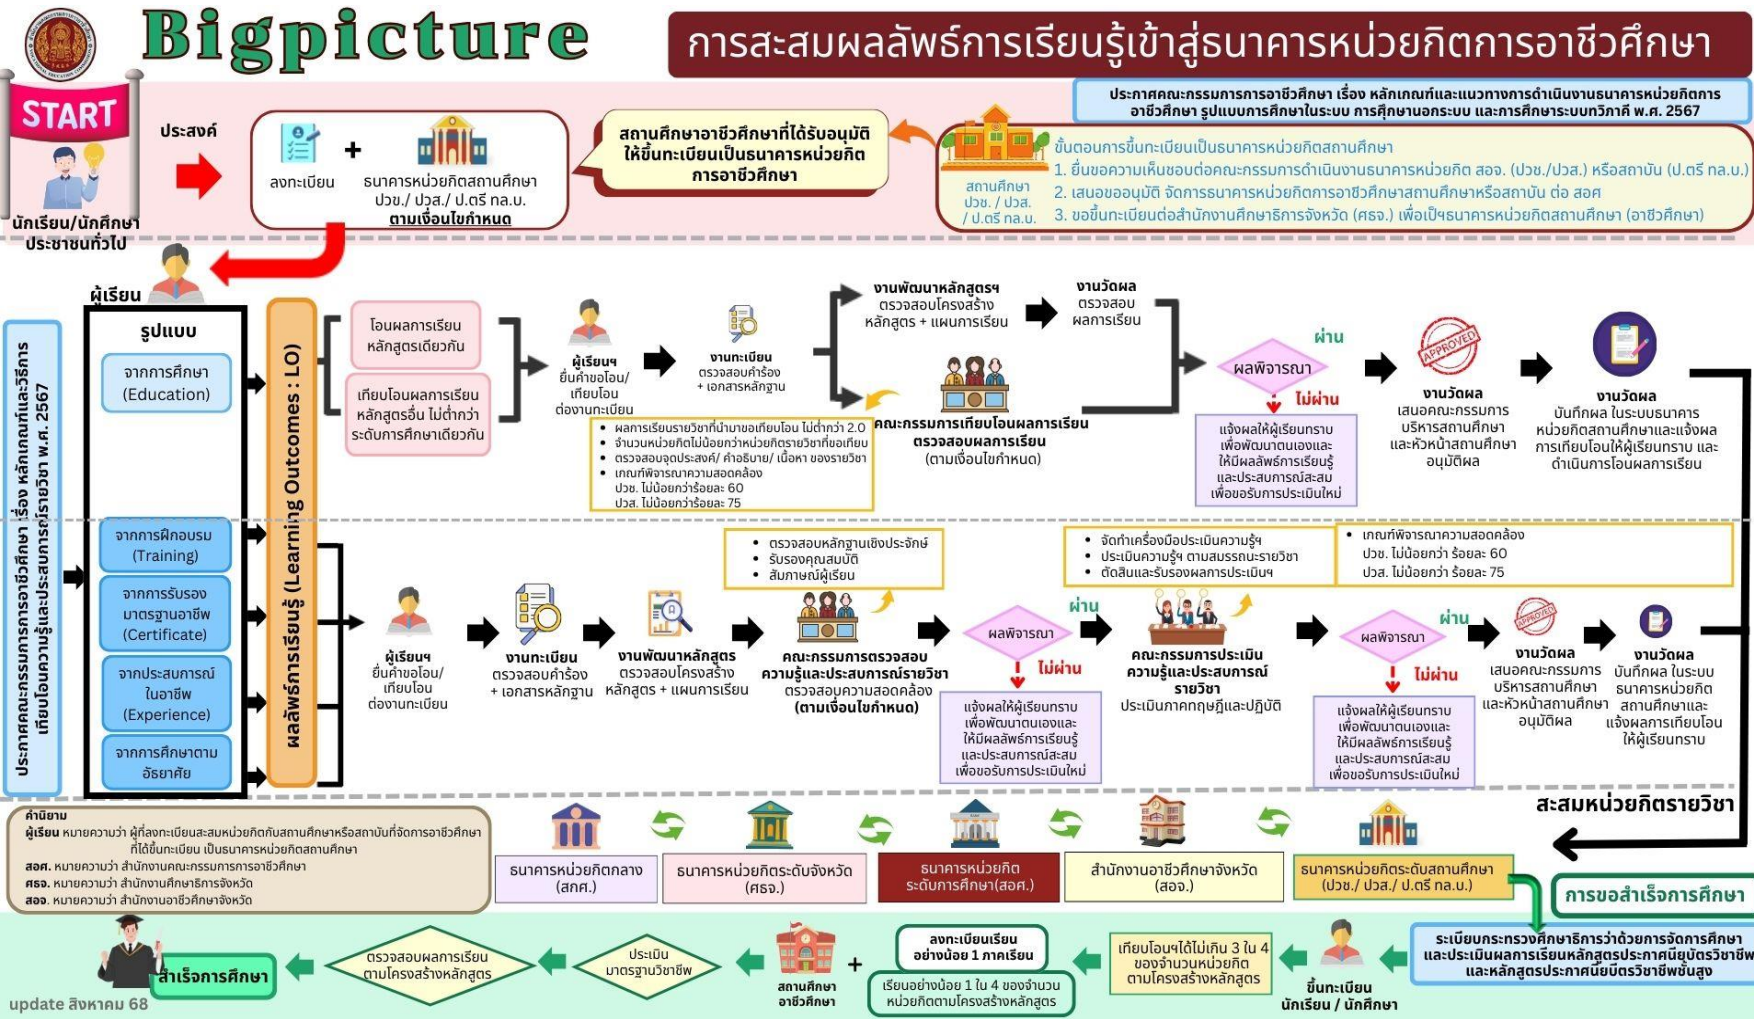 Bigpicture
การสะสมผลลัพธ์การเรียนรู้เข้าสู่ธนาคารหน่วยกิตการอาชีวศึกษา
ประกาศคณะกรรมการการอาชีวศึกษา เรื่อง หลักเกณฑ์และแนวทางการดำเนินงานธนาคารหน่วยกิตการ
อาชีวศึกษา รูปแบบการศึกษาในระบบ การศึกษานอกระบบ และการศึกษาระบบทวิภาคี พ.ศ. 2567
START
นักเรียน/นักศึกษา
ประชาชนทั่วไป
ประสงค์
ลงทะเบียน
+
ธนาคารหน่วยกิตสถานศึกษา
ปวช./ ปวส./ ป.ตรี ทล.บ.
ตามเงื่อนไขกำหนด
สถานศึกษาอาชีวศึกษาที่ได้รับอนุมัติ
ให้ขึ้นทะเบียนเป็นธนาคารหน่วยกิต
การอาชีวศึกษา
สถานศึกษา
ปวช. / ปวส.
/ ป.ตรี ทล.บ.
ขั้นตอนการขึ้นทะเบียนเป็นธนาคารหน่วยกิตสถานศึกษา
1. ยื่นขอความเห็นชอบต่อคณะกรรมการดำเนินงานธนาคารหน่วยกิต สอจ. (ปวช./ปวส.) หรือสถาบัน (ป.ตรี ทล.บ.)
2. เสนอขออนุมัติ จัดการธนาคารหน่วยกิตการอาชีวศึกษาสถานศึกษาหรือสถาบัน ต่อ สอศ
3. ขอขึ้นทะเบียนต่อสำนักงานศึกษาธิการจังหวัด (ศธจ.) เพื่อเป็นธนาคารหน่วยกิตสถานศึกษา (อาชีวศึกษา)
ประกาศคณะกรรมการการอาชีวศึกษา เรื่อง หลักเกณฑ์และวิธีการ
เทียบโอนความรู้และประสบการณ์รายวิชา พ.ศ. 2567
ผู้เรียน
รูปแบบ
จากการศึกษา
(Education)
จากการฝึกอบรม
(Training)
จากการรับรอง
มาตรฐานอาชีพ
(Certificate)
จากประสบการณ์
ในอาชีพ
(Experience)
จากการศึกษาตาม
อัธยาศัย
ผลลัพธ์การเรียนรู้ (Learning Outcomes : LO)
โอนผลการเรียน
หลักสูตรเดียวกัน
เทียบโอนผลการเรียน
หลักสูตรอื่น ไม่ต่ำกว่า
ระดับการศึกษาเดียวกัน
ผู้เรียนฯ
ยื่นคำขอโอน/
เทียบโอน
ต่องานทะเบียน
งานทะเบียน
ตรวจสอบคำร้อง
+ เอกสารหลักฐาน
งานพัฒนาหลักสูตรฯ
ตรวจสอบโครงสร้าง
หลักสูตร + แผนการเรียน
งานวัดผล
ตรวจสอบ
ผลการเรียน
คณะกรรมการเทียบโอนผลการเรียน
ตรวจสอบผลการเรียน
(ตามเงื่อนไขกำหนด)
• ผลการเรียนรายวิชาที่นำมาขอเทียบโอน ไม่ต่ำกว่า 2.0
• จำนวนหน่วยกิตไม่น้อยกว่าหน่วยกิตรายวิชาที่ขอเทียบ
• ตรวจสอบจุดประสงค์/ คำอธิบาย/ เนื้อหา ของรายวิชา
• เกณฑ์พิจารณาความสอดคล้อง
ปวช. ไม่น้อยกว่าร้อยละ 60
ปวส. ไม่น้อยกว่าร้อยละ 75
ผลพิจารณา
ผ่าน
ไม่ผ่าน
แจ้งผลให้ผู้เรียนทราบ
เพื่อพัฒนาตนเองและ
ให้มีผลลัพธ์การเรียนรู้
และประสบการณ์สะสม
เพื่อขอรับการประเมินใหม่
APPROVED
งานวัดผล
เสนอคณะกรรมการ
บริหารสถานศึกษา
และหัวหน้าสถานศึกษา
อนุมัติผล
งานวัดผล
บันทึกผล ในระบบธนาคาร
หน่วยกิตสถานศึกษาและแจ้งผล
การเทียบโอนให้ผู้เรียนทราบ และ
ดำเนินการโอนผลการเรียน
ผู้เรียนฯ
ยื่นคำขอโอน/
เทียบโอน
ต่องานทะเบียน
งานทะเบียน
ตรวจสอบคำร้อง
+ เอกสารหลักฐาน
งานพัฒนาหลักสูตร
ตรวจสอบโครงสร้าง
หลักสูตร + แผนการเรียน
• ตรวจสอบหลักฐานเชิงประจักษ์
• รับรองคุณสมบัติ
• สัมภาษณ์ผู้เรียน
คณะกรรมการตรวจสอบ
ความรู้และประสบการณ์รายวิชา
ตรวจสอบความสอดคล้อง
(ตามเงื่อนไขกำหนด)
ผลพิจารณา
ผ่าน
ไม่ผ่าน
แจ้งผลให้ผู้เรียนทราบ
เพื่อพัฒนาตนเองและ
ให้มีผลลัพธ์การเรียนรู้
และประสบการณ์สะสม
เพื่อขอรับการประเมินใหม่
• จัดทำเครื่องมือประเมินความรู้ฯ
• ประเมินความรู้ฯ ตามสมรรถนะรายวิชา
• ตัดสินและรับรองผลการประเมินฯ
คณะกรรมการประเมิน
ความรู้และประสบการณ์
รายวิชา
ประเมินภาคทฤษฎีและปฏิบัติ
• เกณฑ์พิจารณาความสอดคล้อง
ปวช. ไม่น้อยกว่า ร้อยละ 60
ปวส. ไม่น้อยกว่า ร้อยละ 75
ผลพิจารณา
ผ่าน
ไม่ผ่าน
แจ้งผลให้ผู้เรียนทราบ
เพื่อพัฒนาตนเองและ
ให้มีผลลัพธ์การเรียนรู้
และประสบการณ์สะสม
เพื่อขอรับการประเมินใหม่
APPROVED
งานวัดผล
เสนอคณะกรรมการ
บริหารสถานศึกษา
และหัวหน้าสถานศึกษา
อนุมัติผล
งานวัดผล
บันทึกผล ในระบบ
ธนาคารหน่วยกิต
สถานศึกษาและ
แจ้งผลการเทียบโอน
ให้ผู้เรียนทราบ
สะสมหน่วยกิตรายวิชา
คำนิยาม
ผู้เรียน หมายความว่า ผู้ที่ลงทะเบียนสะสมหน่วยกิตกับสถานศึกษาหรือสถาบันที่จัดการอาชีวศึกษา
ที่ได้ขึ้นทะเบียน เป็นธนาคารหน่วยกิตสถานศึกษา
สอศ. หมายความว่า สำนักงานคณะกรรมการการอาชีวศึกษา
ศธจ. หมายความว่า สำนักงานศึกษาธิการจังหวัด
สอจ. หมายความว่า สำนักงานอาชีวศึกษาจังหวัด
ธนาคารหน่วยกิตกลาง
(สกศ.)
ธนาคารหน่วยกิตระดับจังหวัด
(ศธจ.)
ธนาคารหน่วยกิต
ระดับการศึกษา(สอศ.)
สำนักงานอาชีวศึกษาจังหวัด
(สอจ.)
ธนาคารหน่วยกิตระดับสถานศึกษา
(ปวช./ ปวส./ ป.ตรี ทล.บ.)
การขอสำเร็จการศึกษา
ระเบียบกระทรวงศึกษาธิการว่าด้วยการจัดการศึกษา
และประเมินผลการเรียนหลักสูตรประกาศนียบัตรวิชาชีพ
และหลักสูตรประกาศนียบัตรวิชาชีพชั้นสูง
ขึ้นทะเบียน
นักเรียน / นักศึกษา
เทียบโอนฯได้ไม่เกิน 3 ใน 4
ของจำนวนหน่วยกิต
ตามโครงสร้างหลักสูตร
ลงทะเบียนเรียน
อย่างน้อย 1 ภาคเรียน
เรียนอย่างน้อย 1 ใน 4 ของจำนวน
หน่วยกิตตามโครงสร้างหลักสูตร
+
สถานศึกษา
อาชีวศึกษา
ประเมิน
มาตรฐานวิชาชีพ
ตรวจสอบผลการเรียน
ตามโครงสร้างหลักสูตร
สำเร็จการศึกษา
update สิงหาคม 68